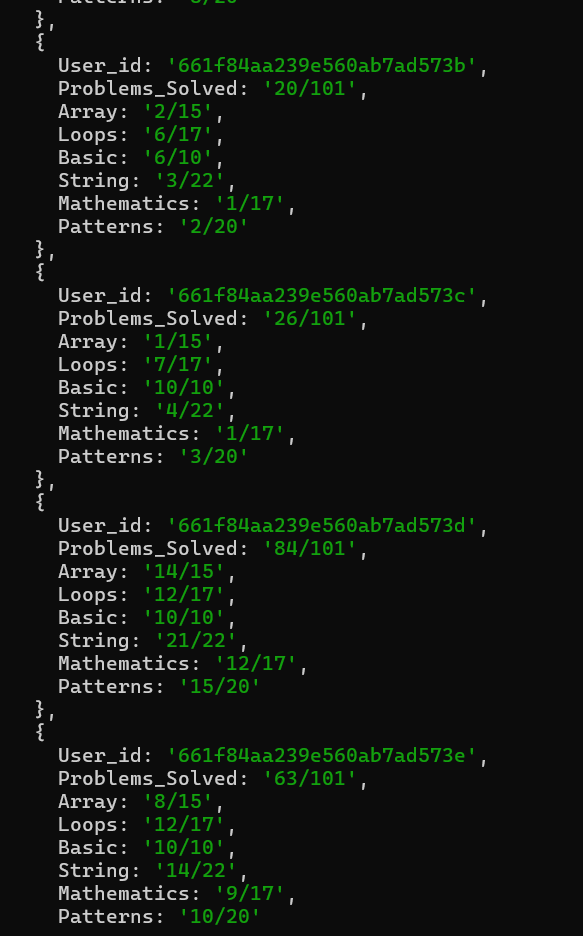 },
{
User_id: '661f84aa239e560ab7ad573b',
Problems_Solved: '20/101',
Array: '2/15',
Loops: '6/17',
Basic: '6/10',
String: '3/22',
Mathematics: '1/17',
Patterns: '2/20'
},
{
User_id: '661f84aa239e560ab7ad573c',
Problems_Solved: '26/101',
Array: '1/15',
Loops: '7/17',
Basic: '10/10',
String: '4/22',
Mathematics: '1/17',
Patterns: '3/20'
},
{
User_id: '661f84aa239e560ab7ad573d',
Problems_Solved: '84/101',
Array: '14/15',
Loops: '12/17',
Basic: '10/10',
String: '21/22',
Mathematics: '12/17',
Patterns: '15/20'
},
{
User_id: '661f84aa239e560ab7ad573e',
Problems_Solved: '63/101',
Array: '8/15',
Loops: '12/17',
Basic: '10/10',
String: '14/22',
Mathematics: '9/17',
Patterns: '10/20'